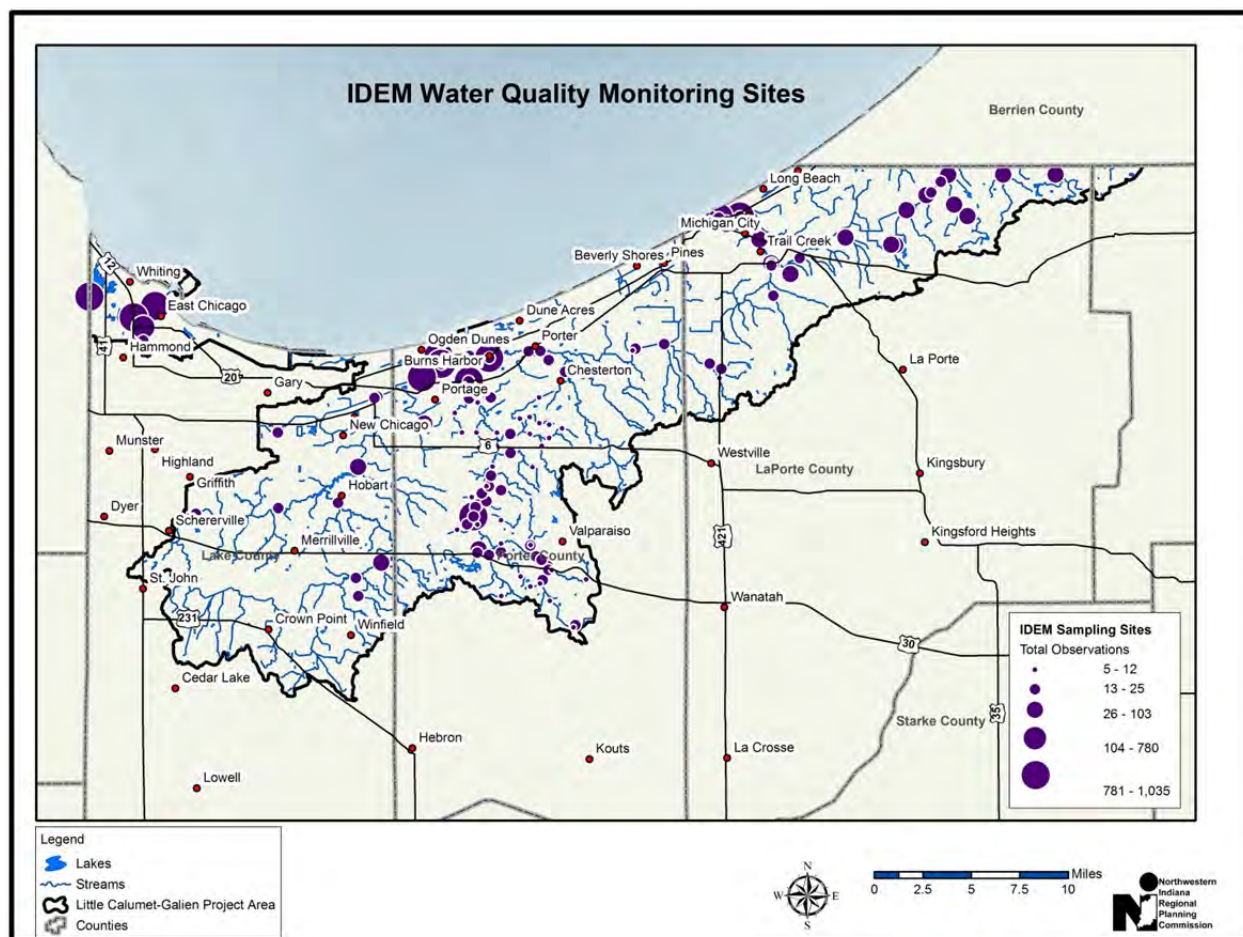 IDEM Water Quality Monitoring Sites
Berrien County
Long Beach
Michigan City
Trail Creek
Beverly Shores
Pines
12
Whiting
East Chicago
Dune Acres
Ogden Dunes
Porter
41
Hammond
Burns Harbor
La Porte
20
Gary
Chesterton
Portage
New Chicago
6
Munster
Highland
Westville
LaPorte County
Kingsbury
Griffith
Hobart
Dyer
Schererville
Valparaiso
421
Kingsford Heights
Merrillville
Lake County
Porter County
St. John
Wanatah
231
Crown Point
Winfield
30
Cedar Lake
Starke County
35
Hebron
Kouts
La Crosse
Lowell
IDEM Sampling Sites
Total Observations
5 - 12
13 - 25
26 - 103
104 - 780
781 - 1,035
Legend
Lakes
Streams
Little Calumet-Galien Project Area
Counties
N
W
E
S
Miles
0 2.5 5 7.5 10
Northwestern
Indiana
Regional
Planning
Commission